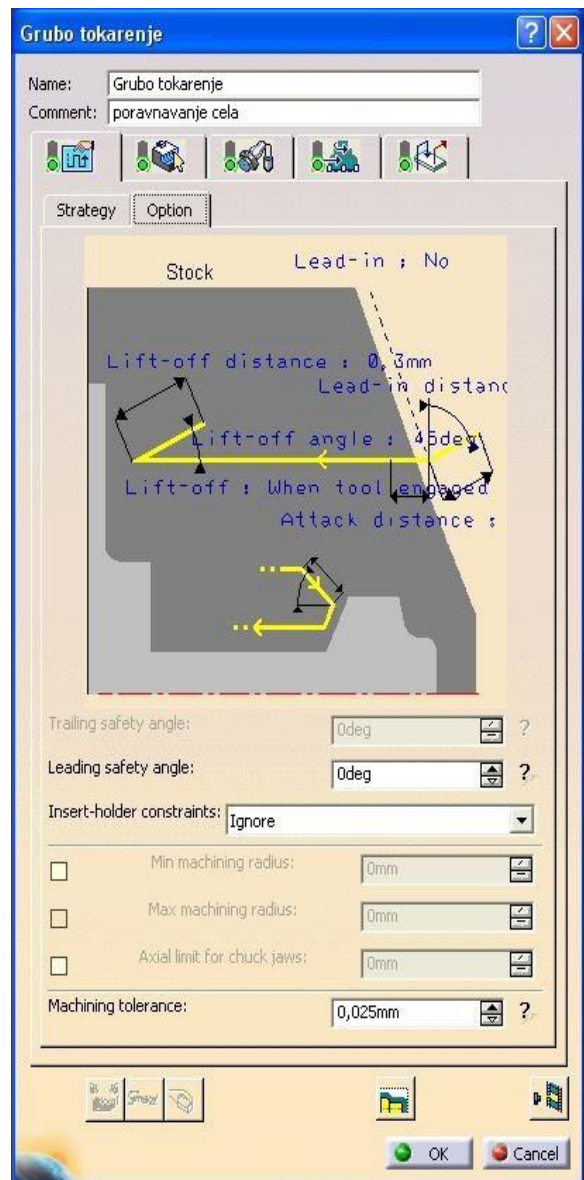 Grubo tokarenje
Name: Grubo tokarenje
Comment: poravnavanje cela
Strategy Option
Lead-in : No
Stock
Lift-off distance : 0,3mm
Lead-in distanc
Lift-off angle : 45deg
Lift-off : When tool engaged
Attack distance :
Trailing safety angle: 0deg ?
Leading safety angle: 0deg ?
Insert-holder constraints: Ignore
Min machining radius: 0mm
Max machining radius: 0mm
Axial limit for chuck jaws: 0mm
Machining tolerance: 0,025mm ?
OK Cancel